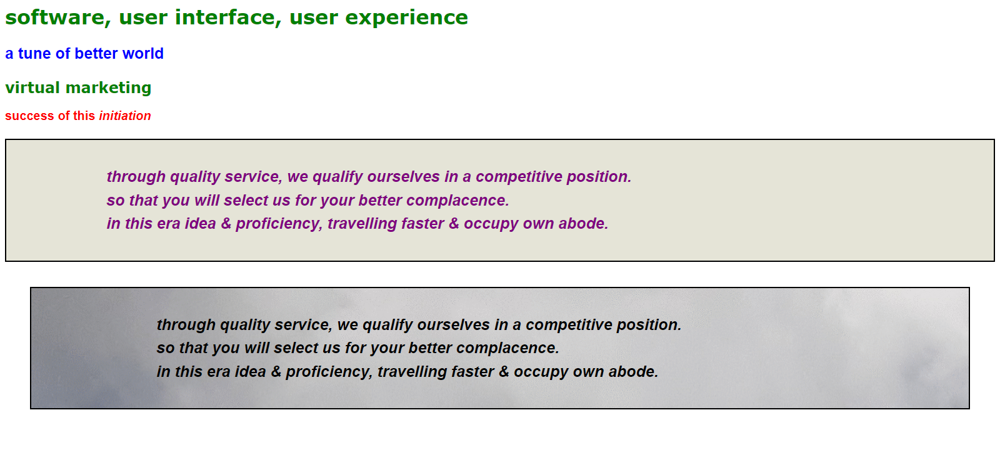 software, user interface, user experience
a tune of better world
virtual marketing
success of this initiation
through quality service, we qualify ourselves in a competitive position.
so that you will select us for your better complacence.
in this era idea & proficiency, travelling faster & occupy own abode.
through quality service, we qualify ourselves in a competitive position.
so that you will select us for your better complacence.
in this era idea & proficiency, travelling faster & occupy own abode.